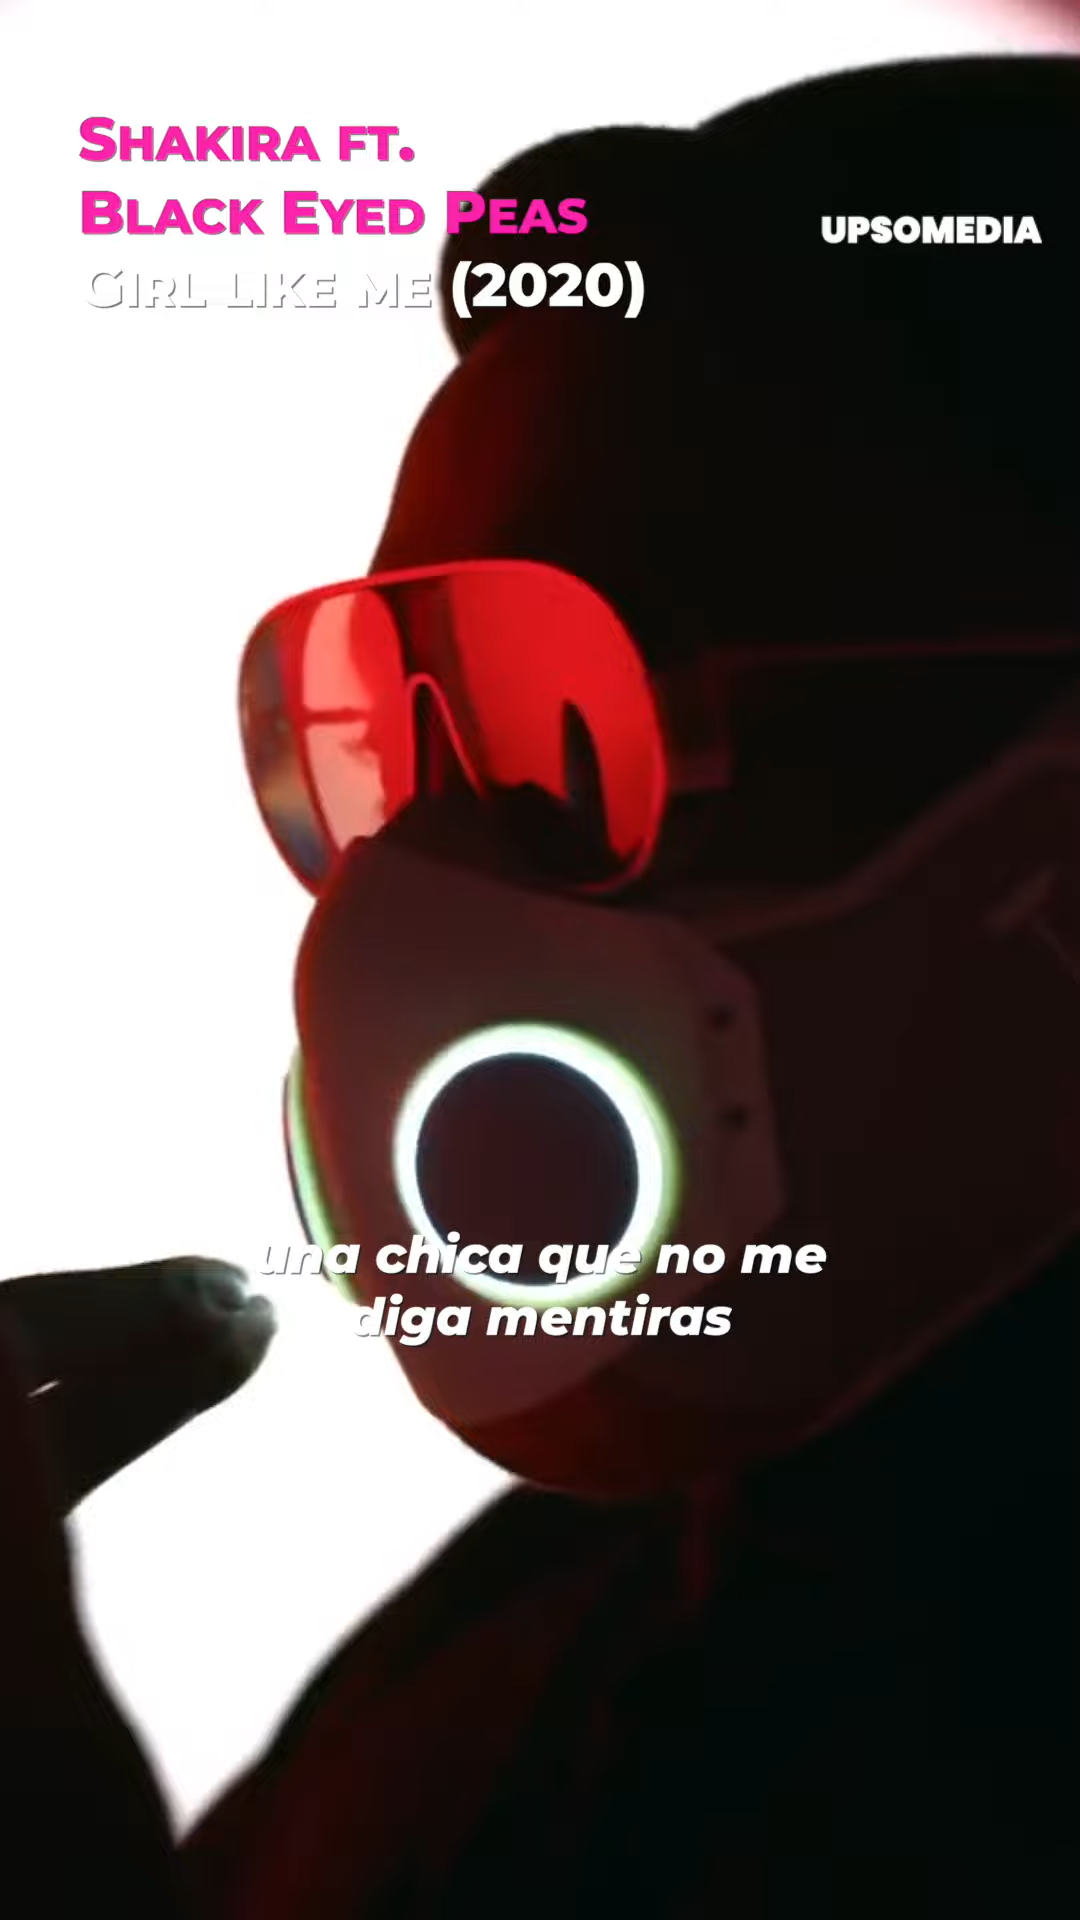 SHAKIRA FT.
BLACK EYED PEAS
UPSOMEDIA
GIRL LIKE ME (2020)
una chica que no me
diga mentiras